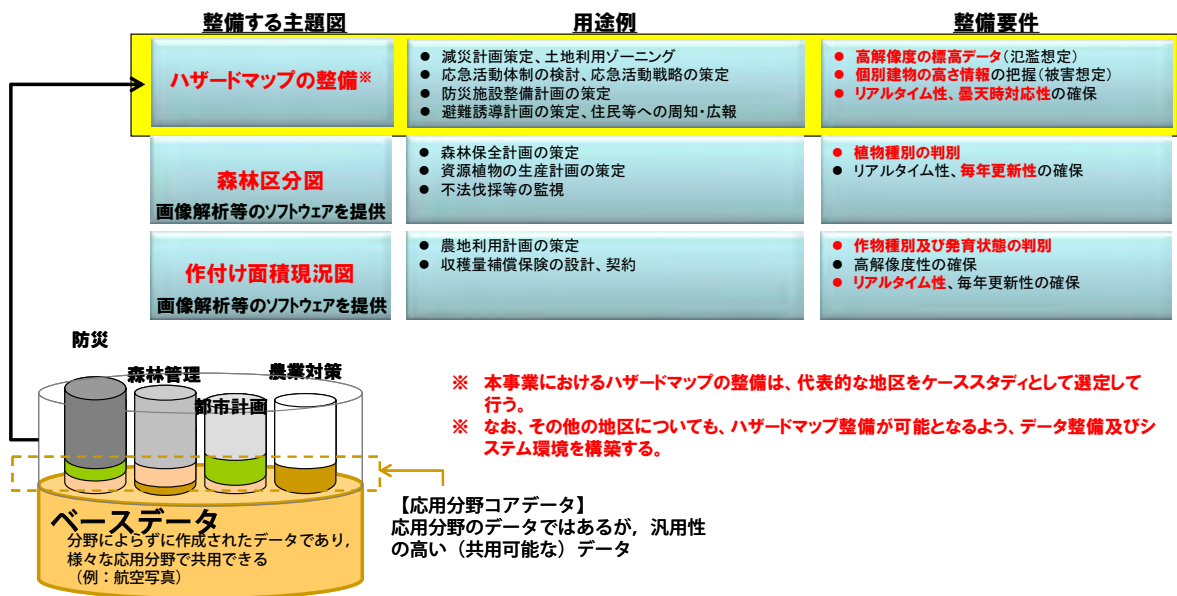 整備する主題図
用途例
整備要件
ハザードマップの整備※
● 減災計画策定、土地利用ゾーニング
● 応急活動体制の検討、応急活動戦略の策定
● 防災施設整備計画の策定
● 避難誘導計画の策定、住民等への周知・広報
● 高解像度の標高データ(氾濫想定)
● 個別建物の高さ情報の把握(被害想定)
● リアルタイム性、曇天時対応性の確保
森林区分図
画像解析等のソフトウェアを提供
● 森林保全計画の策定
● 資源植物の生産計画の策定
● 不法伐採等の監視
● 植物種別の判別
● リアルタイム性、毎年更新性の確保
作付け面積現況図
画像解析等のソフトウェアを提供
● 農地利用計画の策定
● 収穫量補償保険の設計、契約
● 作物種別及び発育状態の判別
● 高解像度性の確保
● リアルタイム性、毎年更新性の確保
防災
森林管理
農業対策
都市計画
※ 本事業におけるハザードマップの整備は、代表的な地区をケーススタディとして選定して
行う。
※ なお、その他の地区についても、ハザードマップ整備が可能となるよう、データ整備及びシ
ステム環境を構築する。
【応用分野コアデータ】
応用分野のデータではあるが，汎用性
の高い（共用可能な）データ
ベースデータ
分野によらずに作成されたデータであり，
様々な応用分野で共用できる
（例：航空写真）